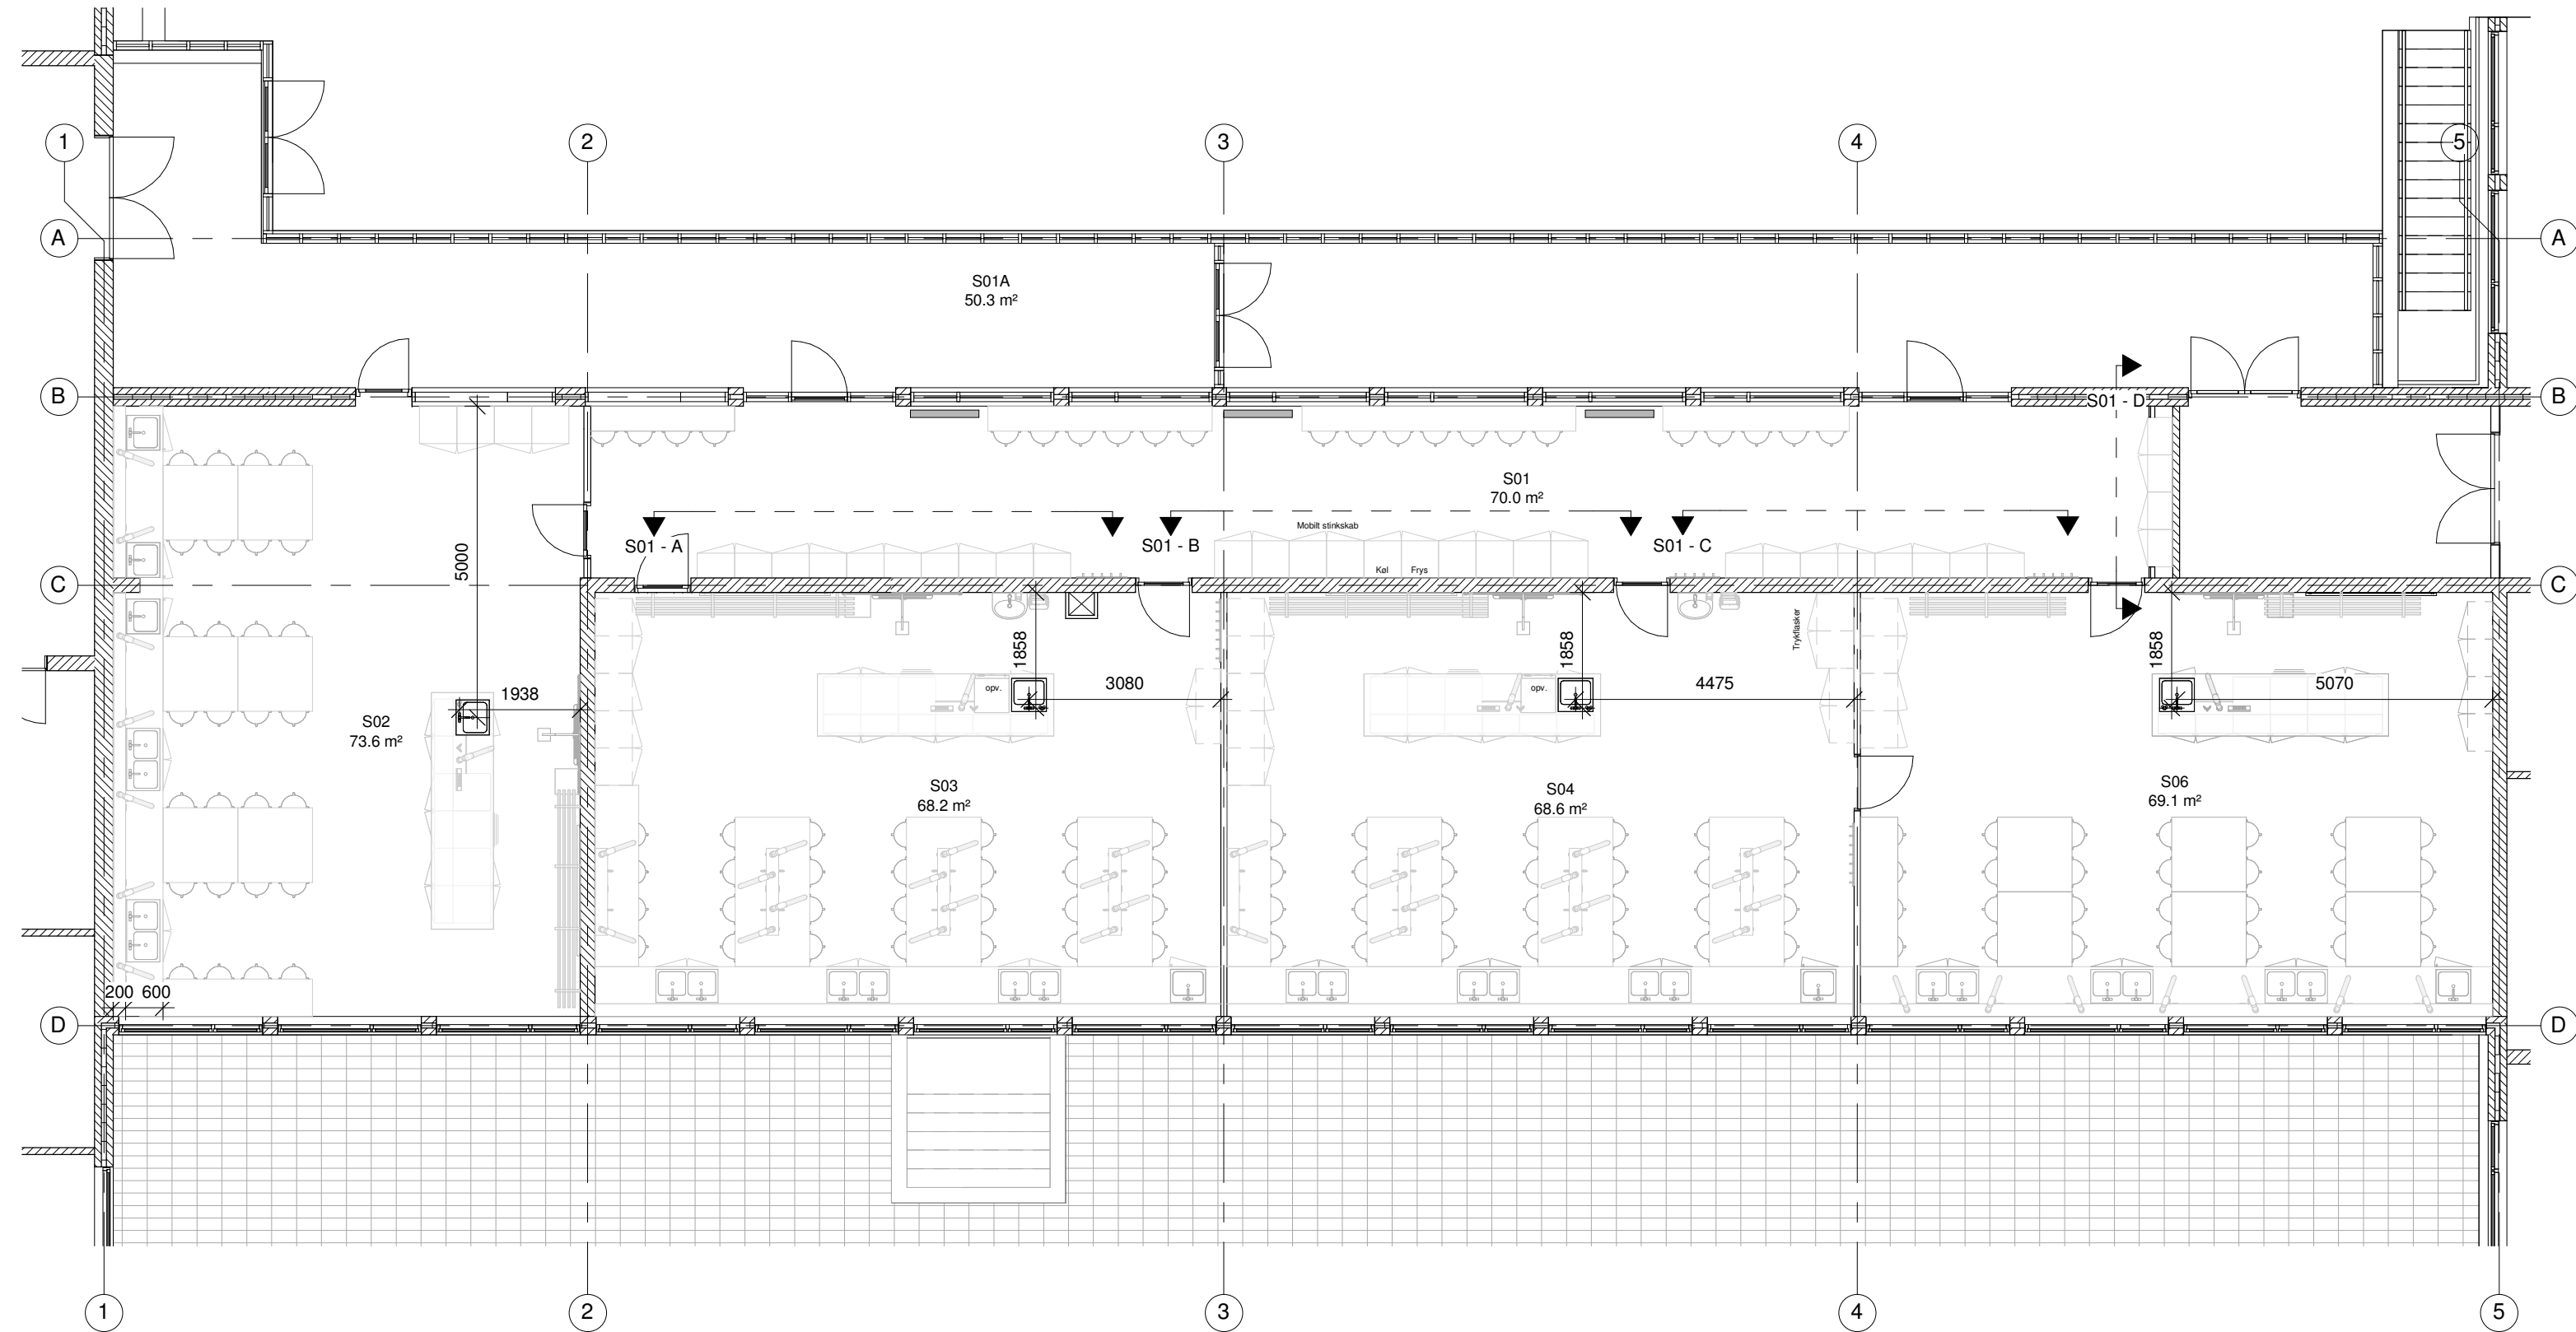 1
2
3
4
5
A
A
S01A
50.3 m²
B
S01 - D
B
S01
70.0 m²
Mobilt stinkskab
S01 - A
S01 - B
S01 - C
5000
Køl
Frys
C
C
1858
1858
Trykflasker
1858
1938
opv.
3080
opv.
4475
5070
S02
73.6 m²
S03
68.2 m²
S04
68.6 m²
S06
69.1 m²
200
600
D
D
1
2
3
4
5